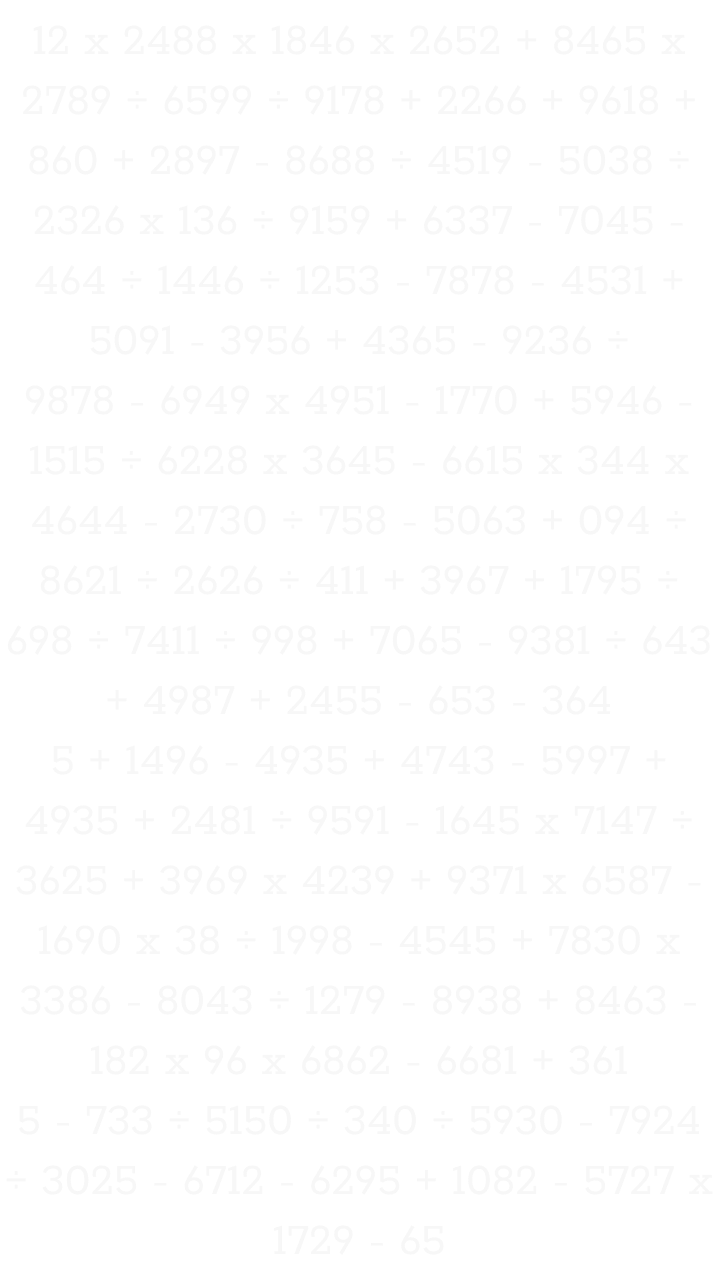 12 x 2488 x 1846 x 2652 + 8465 x
2789 ÷ 6599 ÷ 9178 + 2266 + 9618 +
860 + 2897 - 8688 ÷ 4519 - 5038 ÷
2326 x 136 ÷ 9159 + 6337 - 7045 -
464 ÷ 1446 ÷ 1253 - 7878 - 4531 +
5091 - 3956 + 4365 - 9236 ÷
9878 - 6949 x 4951 - 1770 + 5946 -
1515 ÷ 6228 x 3645 - 6615 x 344 x
4644 - 2730 ÷ 758 - 5063 + 094 ÷
8621 ÷ 2626 ÷ 411 + 3967 + 1795 ÷
698 ÷ 7411 ÷ 998 + 7065 - 9381 ÷ 643
+ 4987 + 2455 - 653 - 364
5 + 1496 - 4935 + 4743 - 5997 +
4935 + 2481 ÷ 9591 - 1645 x 7147 ÷
3625 + 3969 x 4239 + 9371 x 6587 -
1690 x 38 ÷ 1998 - 4545 + 7830 x
3386 - 8043 ÷ 1279 - 8938 + 8463 -
182 x 96 x 6862 - 6681 + 361
5 - 733 ÷ 5150 ÷ 340 ÷ 5930 - 7924
÷ 3025 - 6712 - 6295 + 1082 - 5727 x
1729 - 65